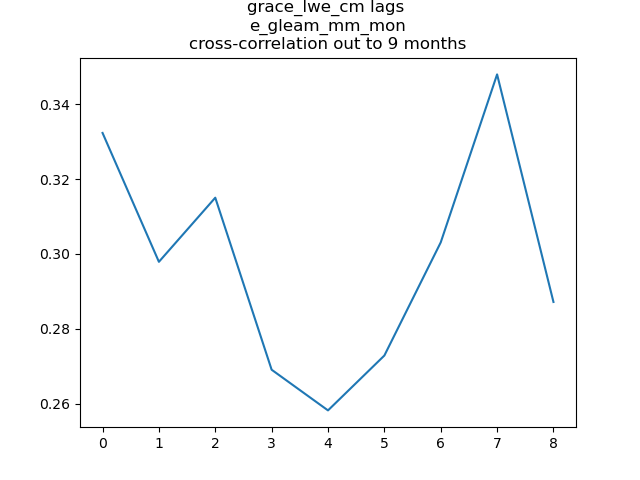 grace_lwe_cm lags
e_gleam_mm_mon
cross-correlation out to 9 months
0.34
0.32
0.30
0.28
0.26
0 1 2 3 4 5 6 7 8